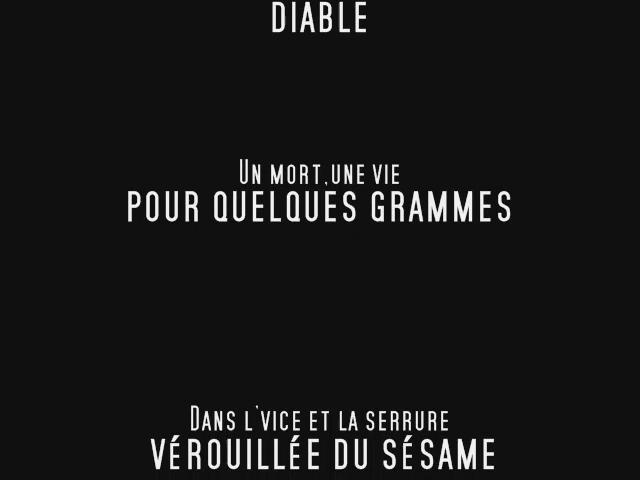 DIABLE
UN MORT,UNE VIE
POUR QUELQUES GRAMMES
DANS L'VICE ET LA SERRURE
VÉROUILLÉE DU SÉSAME